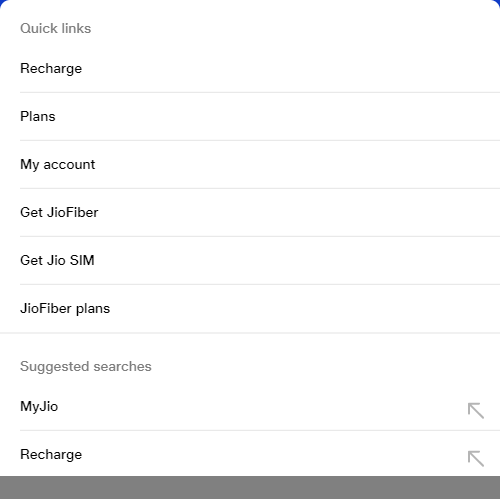 Quick links
Recharge
Plans
My account
Get JioFiber
Get Jio SIM
JioFiber plans
Suggested searches
MyJio
Recharge